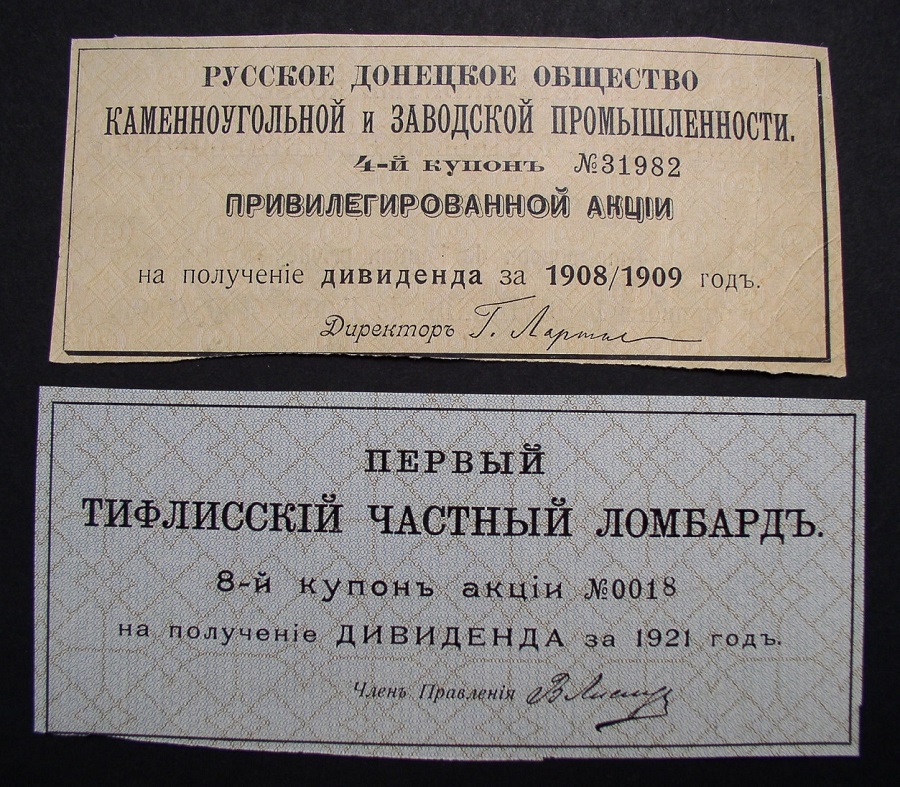 РУССКОЕ ДОНЕЦКОЕ ОБЩЕСТВО
КАМЕННОУГОЛЬНОЙ и ЗАВОДСКОЙ ПРОМЫШЛЕННОСТИ.
4-й купонъ №31982
ПРИВИЛЕГИРОВАННОЙ АКЦІИ
на полученіе дивиденда за 1908/1909 годъ.
Директоръ Г.
ПЕРВЫЙ
ТИФЛИССКІЙ ЧАСТНЫЙ ЛОМБАРДЪ.
8-й купонъ акціи №0018
на полученіе ДИВИДЕНДА за 1921 годъ.
Членъ Правленія